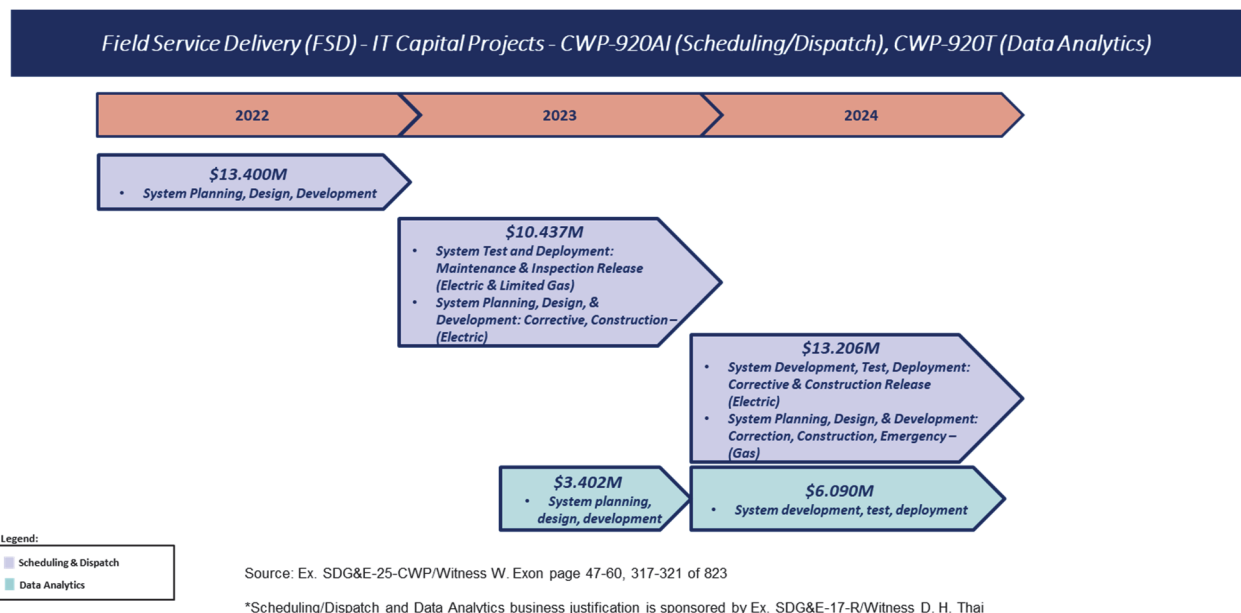 Field Service Delivery (FSD) - IT Capital Projects - CWP-920AI (Scheduling/Dispatch), CWP-920T (Data Analytics)
2022
2023
2024
$13.400M
• System Planning, Design, Development
$10.437M
• System Test and Deployment:
Maintenance & Inspection Release
(Electric & Limited Gas)
• System Planning, Design, &
Development: Corrective, Construction–
(Electric)
$13.206M
• System Development, Test, Deployment:
Corrective & Construction Release
(Electric)
• System Planning, Design, & Development:
Correction, Construction, Emergency –
(Gas)
$3.402M
• System planning,
design, development
$6.090M
• System development, test, deployment
Legend:
Scheduling & Dispatch
Data Analytics
Source: Ex. SDG&E-25-CWP/Witness W. Exon page 47-60, 317-321 of 823
*Scheduling/Dispatch and Data Analytics business justification is sponsored by Ex. SDG&E-17-R/Witness D. H. Thai